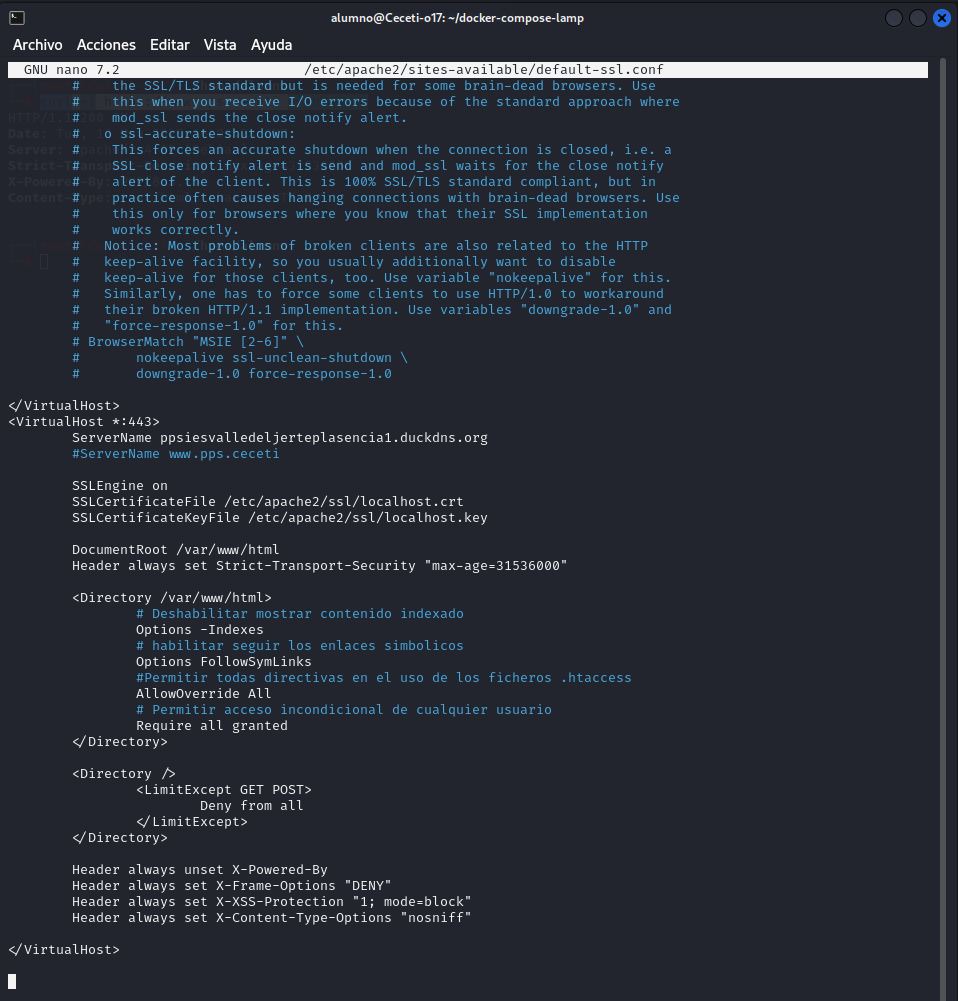 alumno@Ceceti-o17: ~/docker-compose-lamp
Archivo Acciones Editar Vista Ayuda
GNU nano 7.2 /etc/apache2/sites-available/default-ssl.conf
# the SSL/TLS standard but is needed for some brain-dead browsers. Use
# this when you receive I/O errors because of the standard approach where
# mod_ssl sends the close notify alert.
# o ssl-accurate-shutdown:
# This forces an accurate shutdown when the connection is closed, i.e. a
# SSL close notify alert is send and mod_ssl waits for the close notify
# alert of the client. This is 100% SSL/TLS standard compliant, but in
# practice often causes hanging connections with brain-dead browsers. Use
# this only for browsers where you know that their SSL implementation
# works correctly.
# Notice: Most problems of broken clients are also related to the HTTP
# keep-alive facility, so you usually additionally want to disable
# keep-alive for those clients, too. Use variable "nokeepalive" for this.
# Similarly, one has to force some clients to use HTTP/1.0 to workaround
# their broken HTTP/1.1 implementation. Use variables "downgrade-1.0" and
# "force-response-1.0" for this.
# BrowserMatch "MSIE [2-6]" \
# nokeepalive ssl-unclean-shutdown \
# downgrade-1.0 force-response-1.0
</VirtualHost>
<VirtualHost *:443>
ServerName ppsiesvalledeljerteplasencia1.duckdns.org
#ServerName www.pps.ceceti
SSLEngine on
SSLCertificateFile /etc/apache2/ssl/localhost.crt
SSLCertificateKeyFile /etc/apache2/ssl/localhost.key
DocumentRoot /var/www/html
Header always set Strict-Transport-Security "max-age=31536000"
<Directory /var/www/html>
# Deshabilitar mostrar contenido indexado
Options -Indexes
# habilitar seguir los enlaces simbolicos
Options FollowSymLinks
#Permitir todas directivas en el uso de los ficheros .htaccess
AllowOverride All
# Permitir acceso incondicional de cualquier usuario
Require all granted
</Directory>
<Directory />
<LimitExcept GET POST>
Deny from all
</LimitExcept>
</Directory>
Header always unset X-Powered-By
Header always set X-Frame-Options "DENY"
Header always set X-XSS-Protection "1; mode=block"
Header always set X-Content-Type-Options "nosniff"
</VirtualHost>